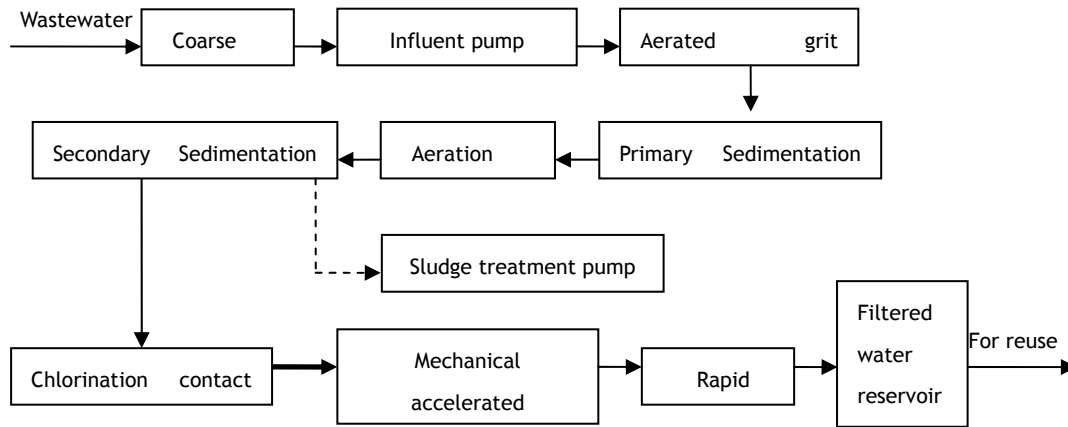 Wastewater
Coarse
Influent pump
Aerated grit
Secondary Sedimentation
Aeration
Primary Sedimentation
Sludge treatment pump
Chlorination contact
Mechanical
accelerated
Rapid
Filtered
water
reservoir
For reuse